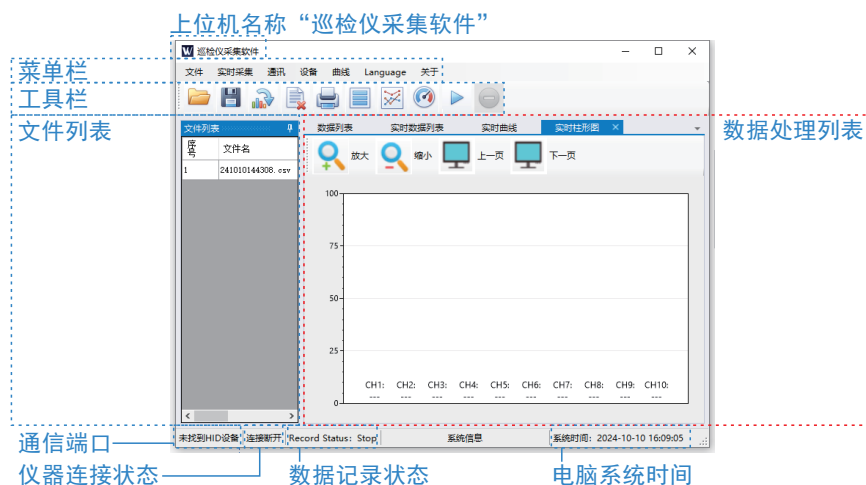 上位机名称“巡检仪采集软件”
巡检仪采集软件
菜单栏
文件 实时采集 通讯 设备 曲线 Language 关于
工具栏
文件列表
文件列表
数据列表 实时数据列表 实时曲线 实时柱形图
数据处理列表
序号 文件名
放大 缩小 上一页 下一页
1 241010144308.csv
100
75
50
25
CH1: CH2: CH3: CH4: CH5: CH6: CH7: CH8: CH9: CH10:
--- --- --- --- --- --- --- --- --- ---
0
未找到HID设备 连接断开 Record Status: Stop 系统信息 系统时间: 2024-10-10 16:09:05
通信端口
仪器连接状态 数据记录状态 电脑系统时间